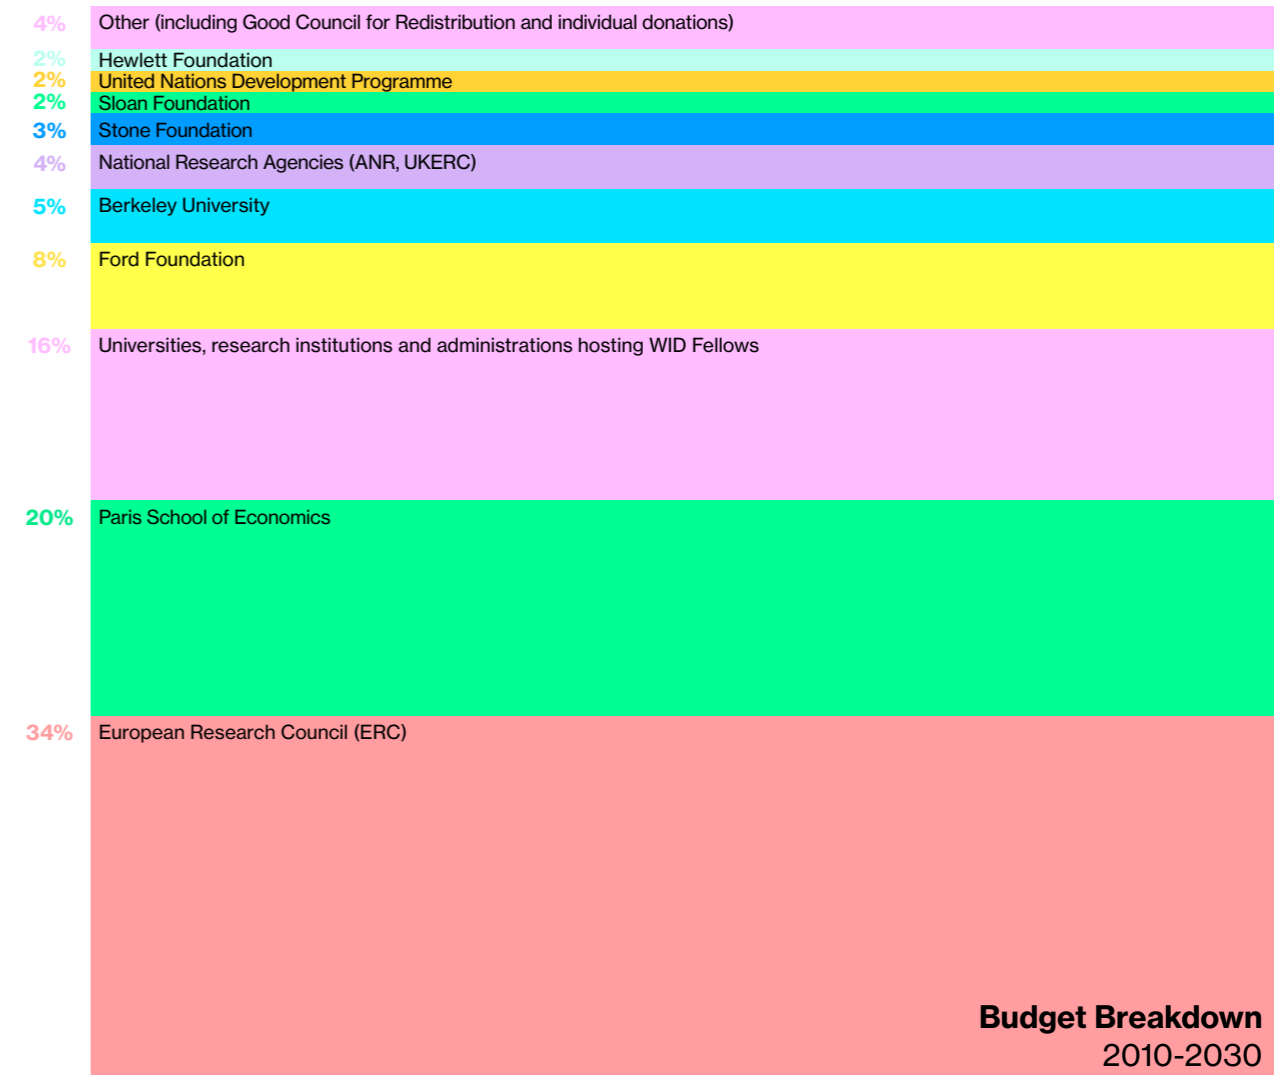 4% Other (including Good Council for Redistribution and individual donations)
2% Hewlett Foundation
2% United Nations Development Programme
2% Sloan Foundation
3% Stone Foundation
4% National Research Agencies (ANR, UKERC)
5% Berkeley University
8% Ford Foundation
16% Universities, research institutions and administrations hosting WID Fellows
20% Paris School of Economics
34% European Research Council (ERC)
Budget Breakdown
2010-2030